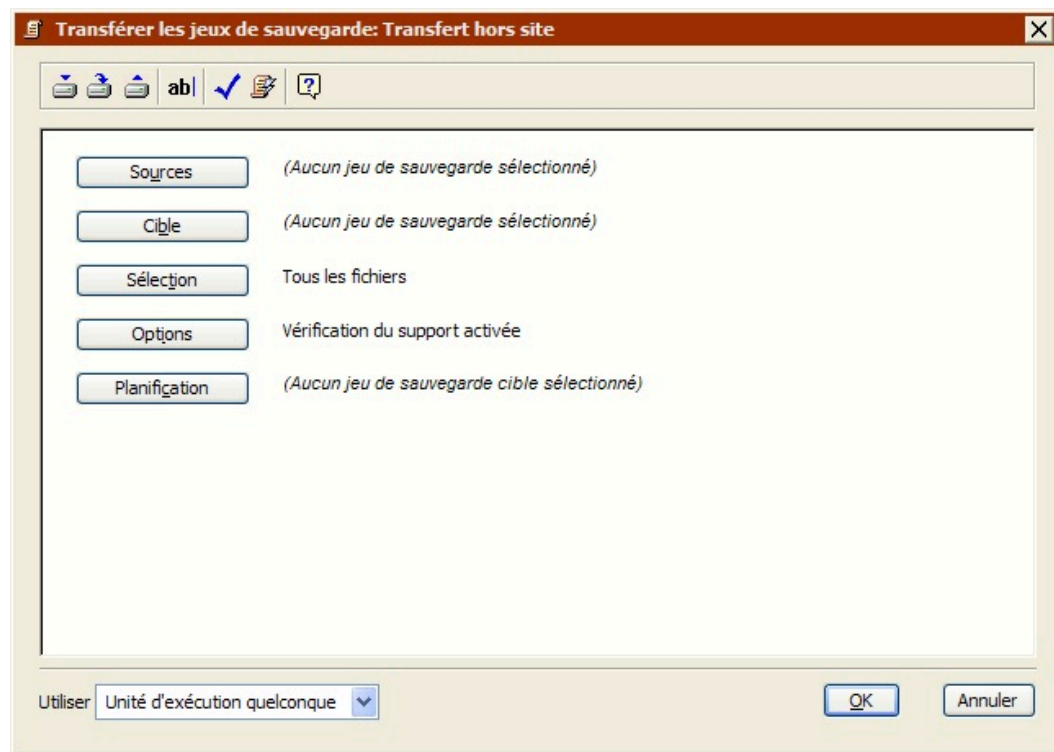 Transférer les jeux de sauvegarde: Transfert hors site
ab|
Sources (Aucun jeu de sauvegarde sélectionné)
Cible (Aucun jeu de sauvegarde sélectionné)
Sélection Tous les fichiers
Options Vérification du support activée
Planification (Aucun jeu de sauvegarde cible sélectionné)
Utiliser Unité d'exécution quelconque OK Annuler